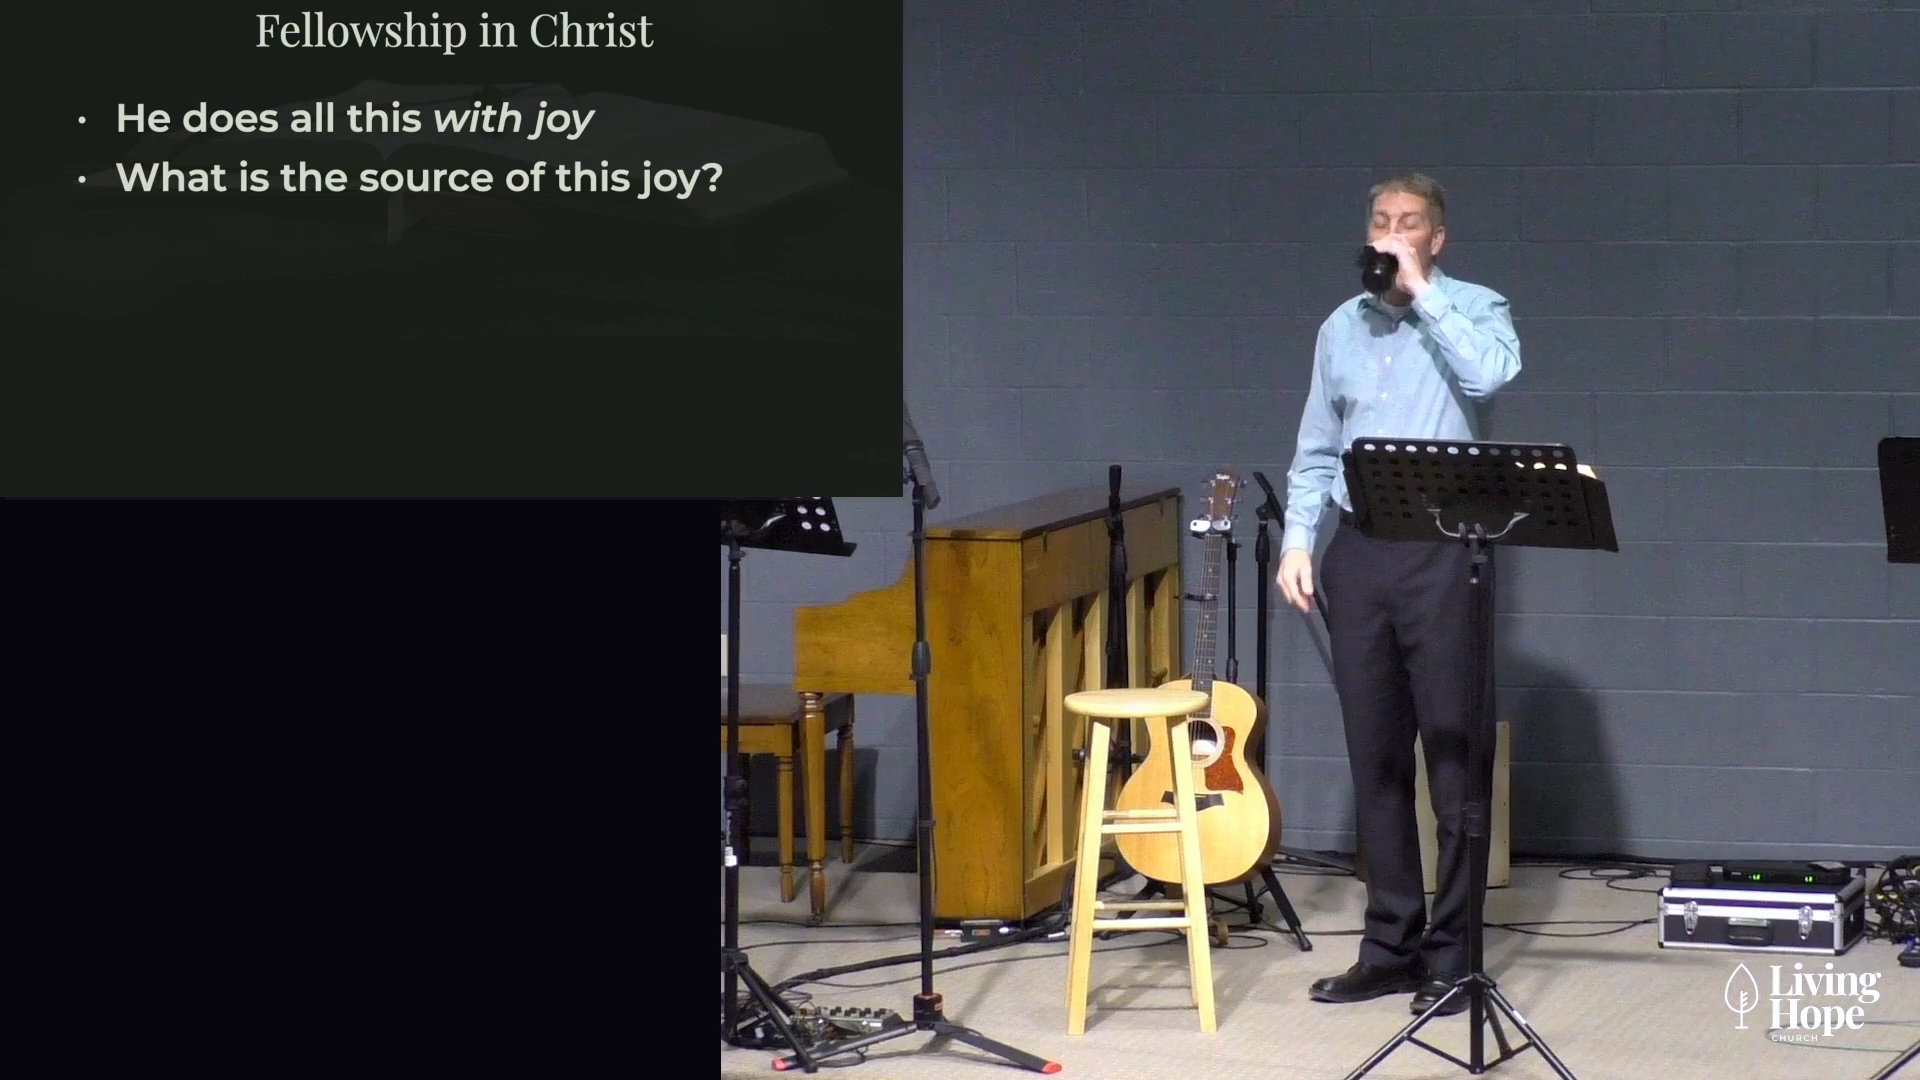 Fellowship in Christ
• He does all this with joy
• What is the source of this joy?
Taylor
Living
Hope
CHURCH